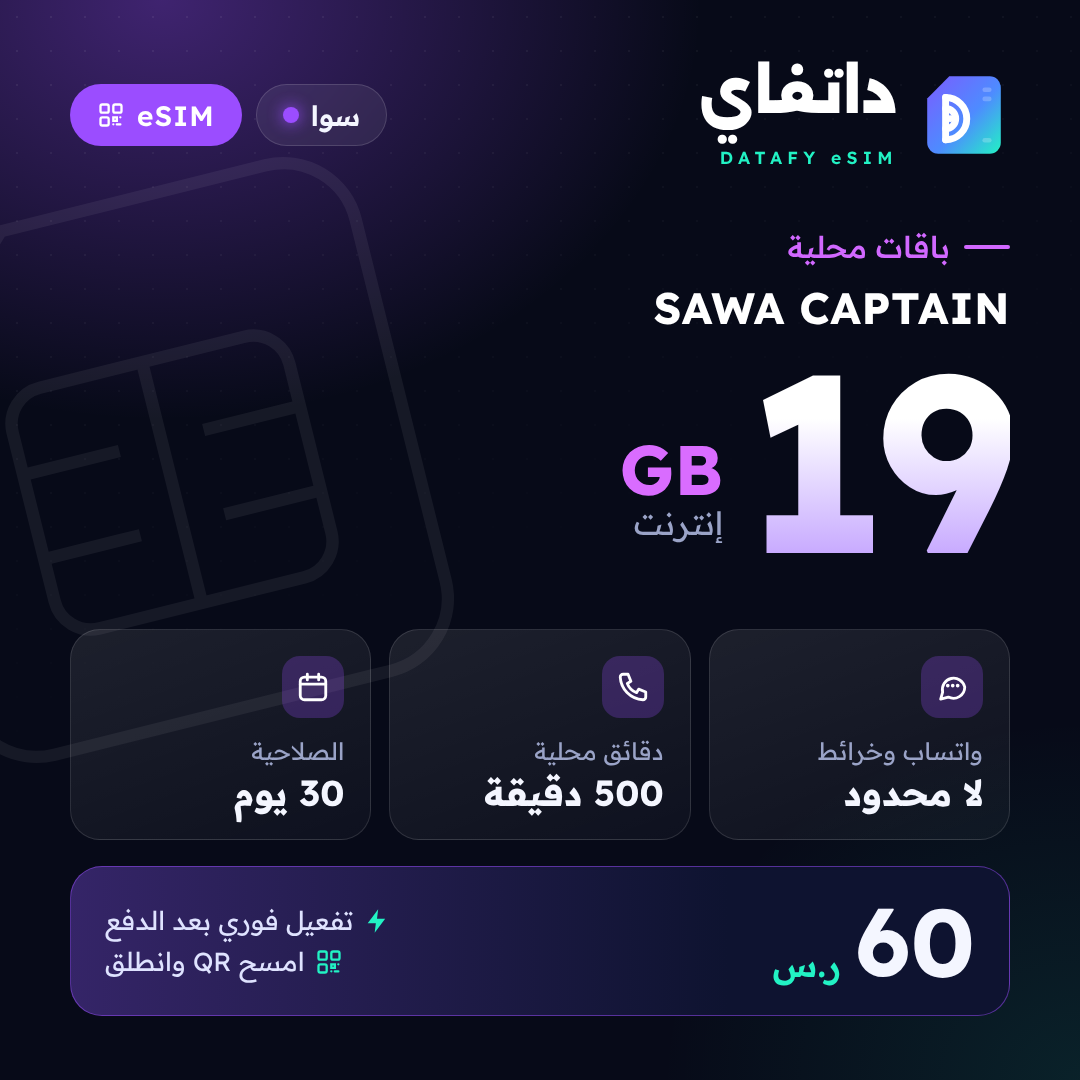 داتفاي
DATAFY eSIM
سوا
eSIM
باقات محلية
SAWA CAPTAIN
19
GB
إنترنت
واتساب وخرائط
لا محدود
دقائق محلية
500 دقيقة
الصلاحية
30 يوم
60 ر.س
تفعيل فوري بعد الدفع
امسح QR وانطلق